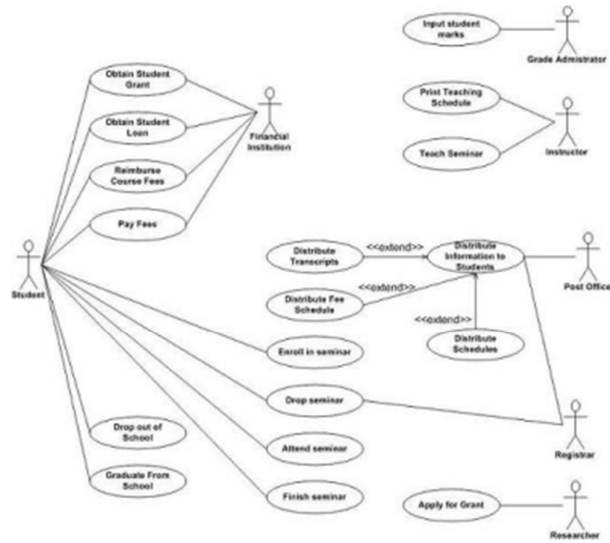 Input student
marks
Grade Admistrator
Obtain Student
Grant
Print Teaching
Schedule
Obtain Student
Loan
Financial
Institution
Instructor
Teach Seminar
Reimburse
Course Fees
Pay Fees
Distribute
Transcripts
<<extend>>
Distribute
Information to
Students
Student
Post Office
Distribute Fee
Schedule
<<extend>>
<<extend>>
Distribute
Schedules
Enroll in seminar
Drop seminar
Drop out of
School
Registrar
Attend seminar
Graduate From
School
Finish seminar
Apply for Grant
Researcher